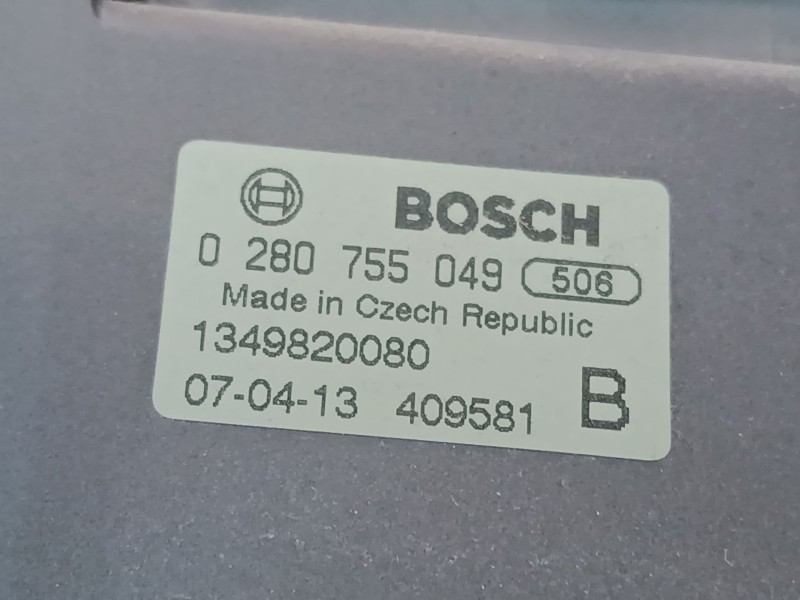 BOSCH
0 280 755 049 506
Made in Czech Republic
1349820080
07-04-13 409581 B